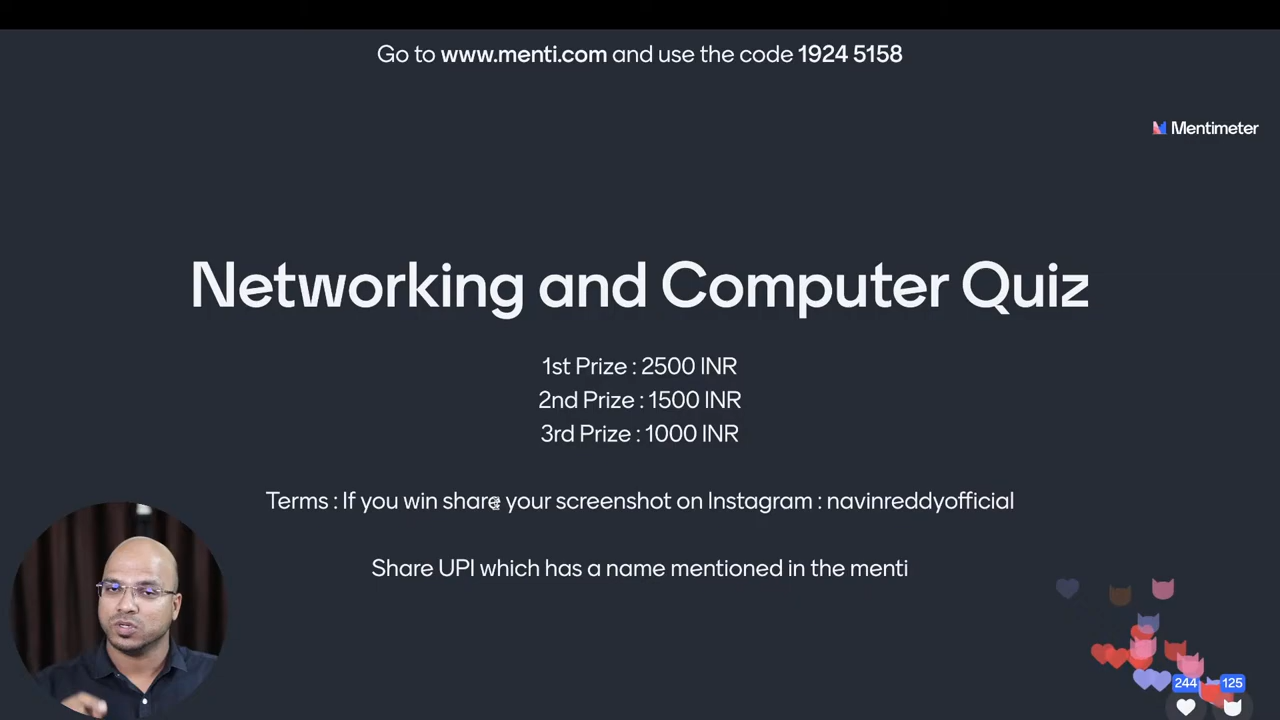 Go to www.menti.com and use the code 1924 5158
Mentimeter
Networking and Computer Quiz
1st Prize : 2500 INR
2nd Prize : 1500 INR
3rd Prize : 1000 INR
Terms : If you win share your screenshot on Instagram : navinreddyofficial
Share UPI which has a name mentioned in the menti
244 125